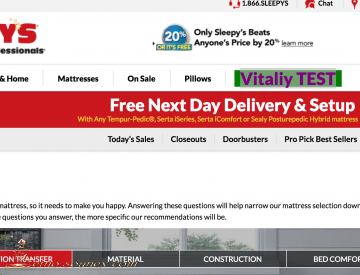 1.866.SLEEPYS Chat
Y'S
ofessionals®
20%
OR IT'S FREE
Only Sleepy's Beats
Anyone's Price by 20% learn more
& Home Mattresses On Sale Pillows Vitaliy TEST
Free Next Day Delivery & Setup
With Any Tempur-Pedic®, Serta iSeries, Serta iComfort or Sealy Posturepedic Hybrid mattress
Today's Sales Closeouts Doorbusters Pro Pick Best Sellers
mattress, so it needs to make you happy. Answering these questions will help narrow our mattress selection down
e questions you answer, the more specific our recommendations will be.
ION TRANSFER MATERIAL CONSTRUCTION BED COMFO